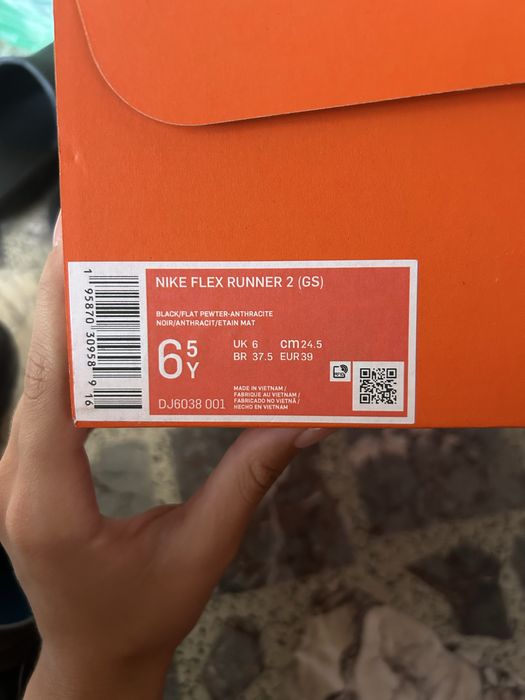 NIKE FLEX RUNNER 2 (GS)
BLACK/FLAT PEWTER-ANTHRACITE
NOIR/ANTHRACIT/ETAIN MAT
6 5 Y
UK 6 cm 24.5
BR 37.5 EUR 39
MADE IN VIETNAM /
FABRIQUE AU VIETNAM /
FABRICADO NO VIETNÃ /
HECHO EN VIETNAM
DJ6038 001
1 95870 30958 9 16